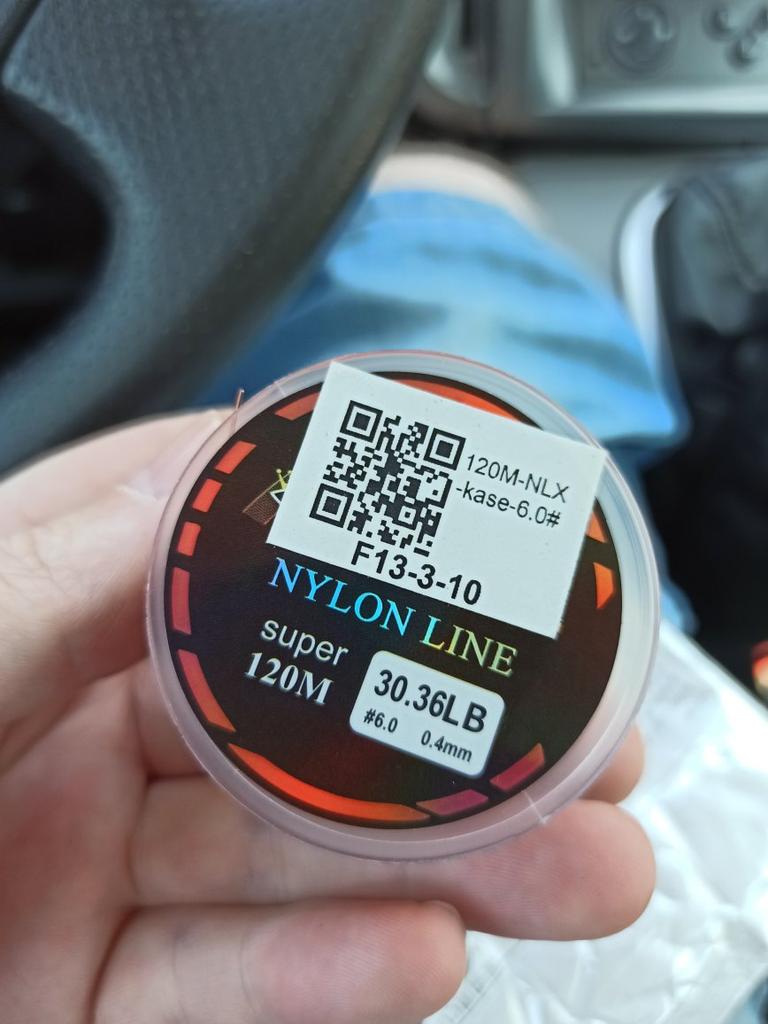 120M-NLX
-kase-6.0#
F13-3-10
NYLON LINE
super
120M
30.36LB
#6.0 0.4mm